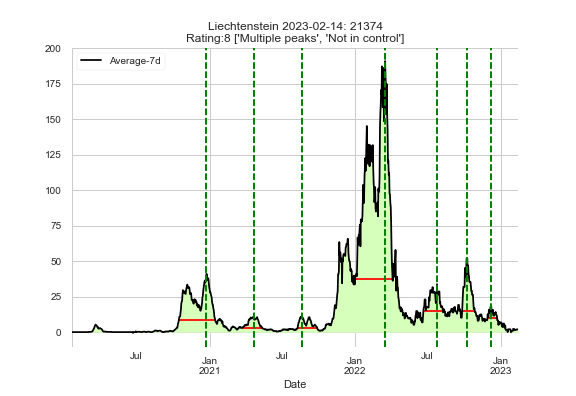 Liechtenstein 2023-02-14: 21374
Rating:8 ['Multiple peaks', 'Not in control']
Average-7d
200
175
150
125
100
75
50
25
0
Jul
Jan
2021
Jul
Jan
2022
Jul
Jan
2023
Date